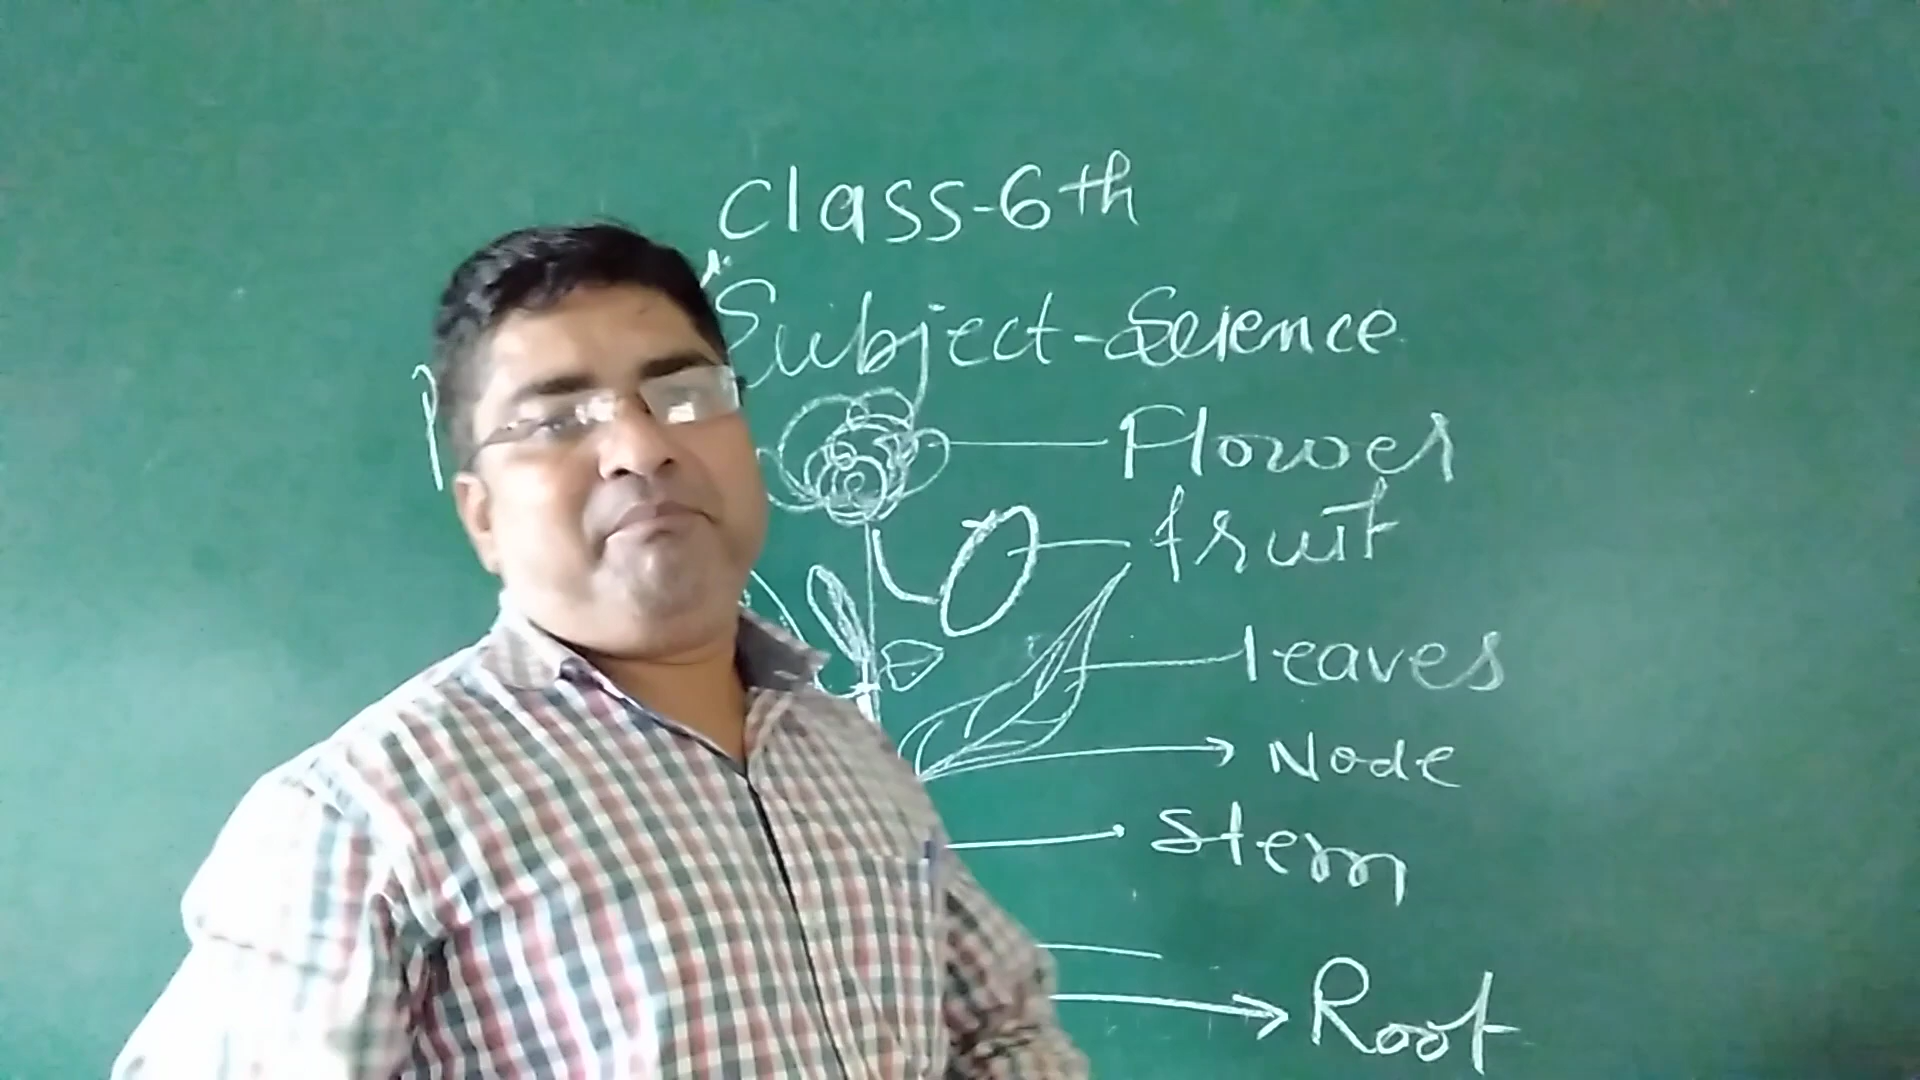 Class-6th
Subject-Science
Flower
fruit
leaves
Node
Stem
Root